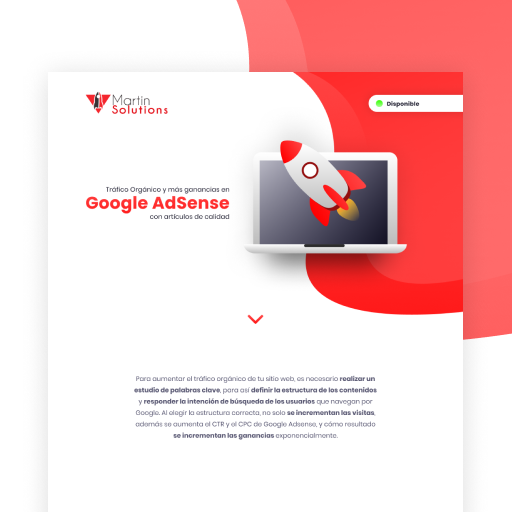 Martin
Solutions
Disponible
Tráfico Orgánico y más ganancias en
Google AdSense
con artículos de calidad
Para aumentar el tráfico orgánico de tu sitio web, es necesario realizar un
estudio de palabras clave, para así definir la estructura de los contenidos
y responder la intención de búsqueda de los usuarios que navegan por
Google. Al elegir la estructura correcta, no solo se incrementan las visitas,
además se aumenta el CTR y el CPC de Google Adsense, y cómo resultado
se incrementan las ganancias exponencialmente.